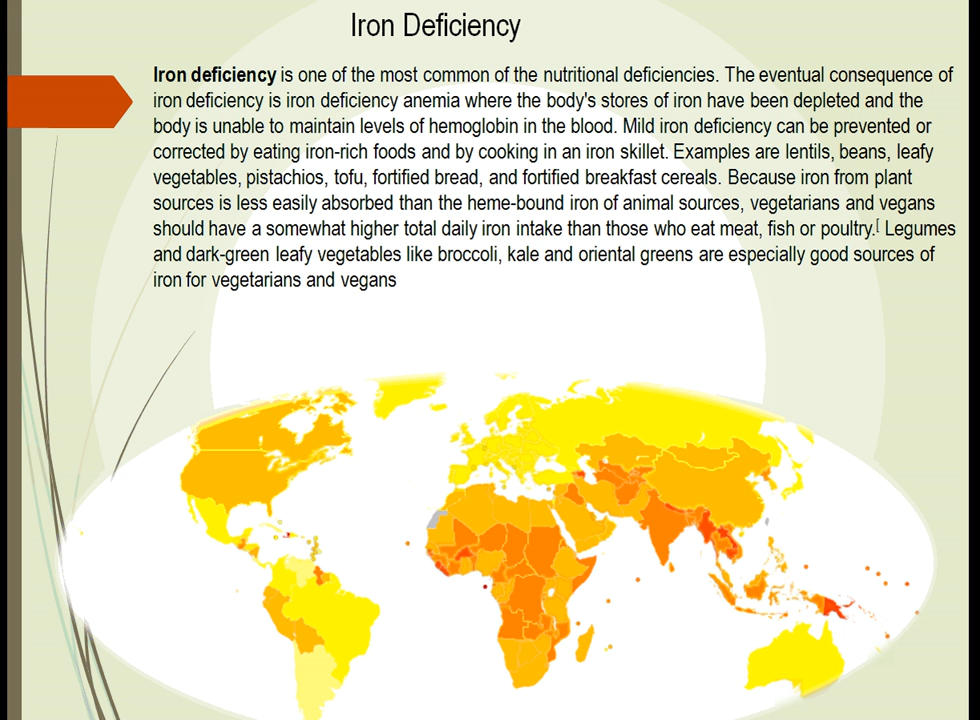 Iron Deficiency
Iron deficiency is one of the most common of the nutritional deficiencies. The eventual consequence of
iron deficiency is iron deficiency anemia where the body's stores of iron have been depleted and the
body is unable to maintain levels of hemoglobin in the blood. Mild iron deficiency can be prevented or
corrected by eating iron-rich foods and by cooking in an iron skillet. Examples are lentils, beans, leafy
vegetables, pistachios, tofu, fortified bread, and fortified breakfast cereals. Because iron from plant
sources is less easily absorbed than the heme-bound iron of animal sources, vegetarians and vegans
should have a somewhat higher total daily iron intake than those who eat meat, fish or poultry.[ Legumes
and dark-green leafy vegetables like broccoli, kale and oriental greens are especially good sources of
iron for vegetarians and vegans